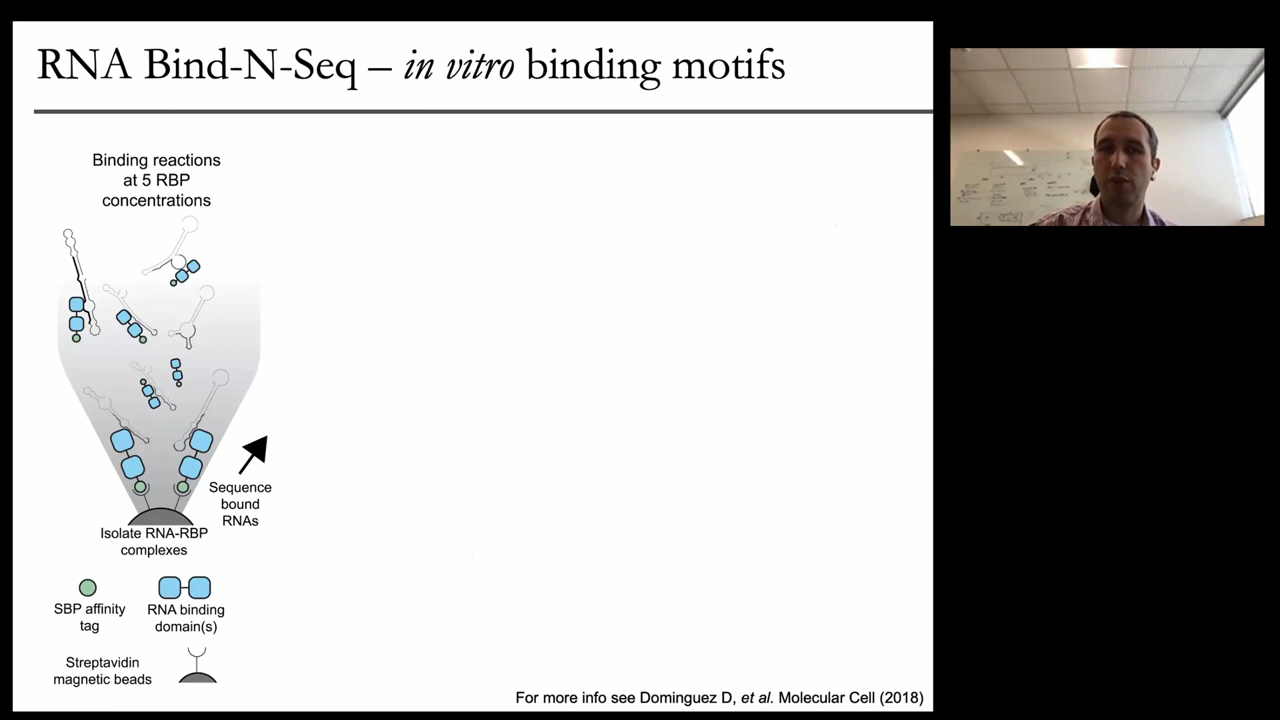 RNA Bind-N-Seq – in vitro binding motifs
Binding reactions
at 5 RBP
concentrations
Sequence
bound
RNAs
Isolate RNA-RBP
complexes
SBP affinity
tag
RNA binding
domain(s)
Streptavidin
magnetic beads
For more info see Dominguez D, et al. Molecular Cell (2018)